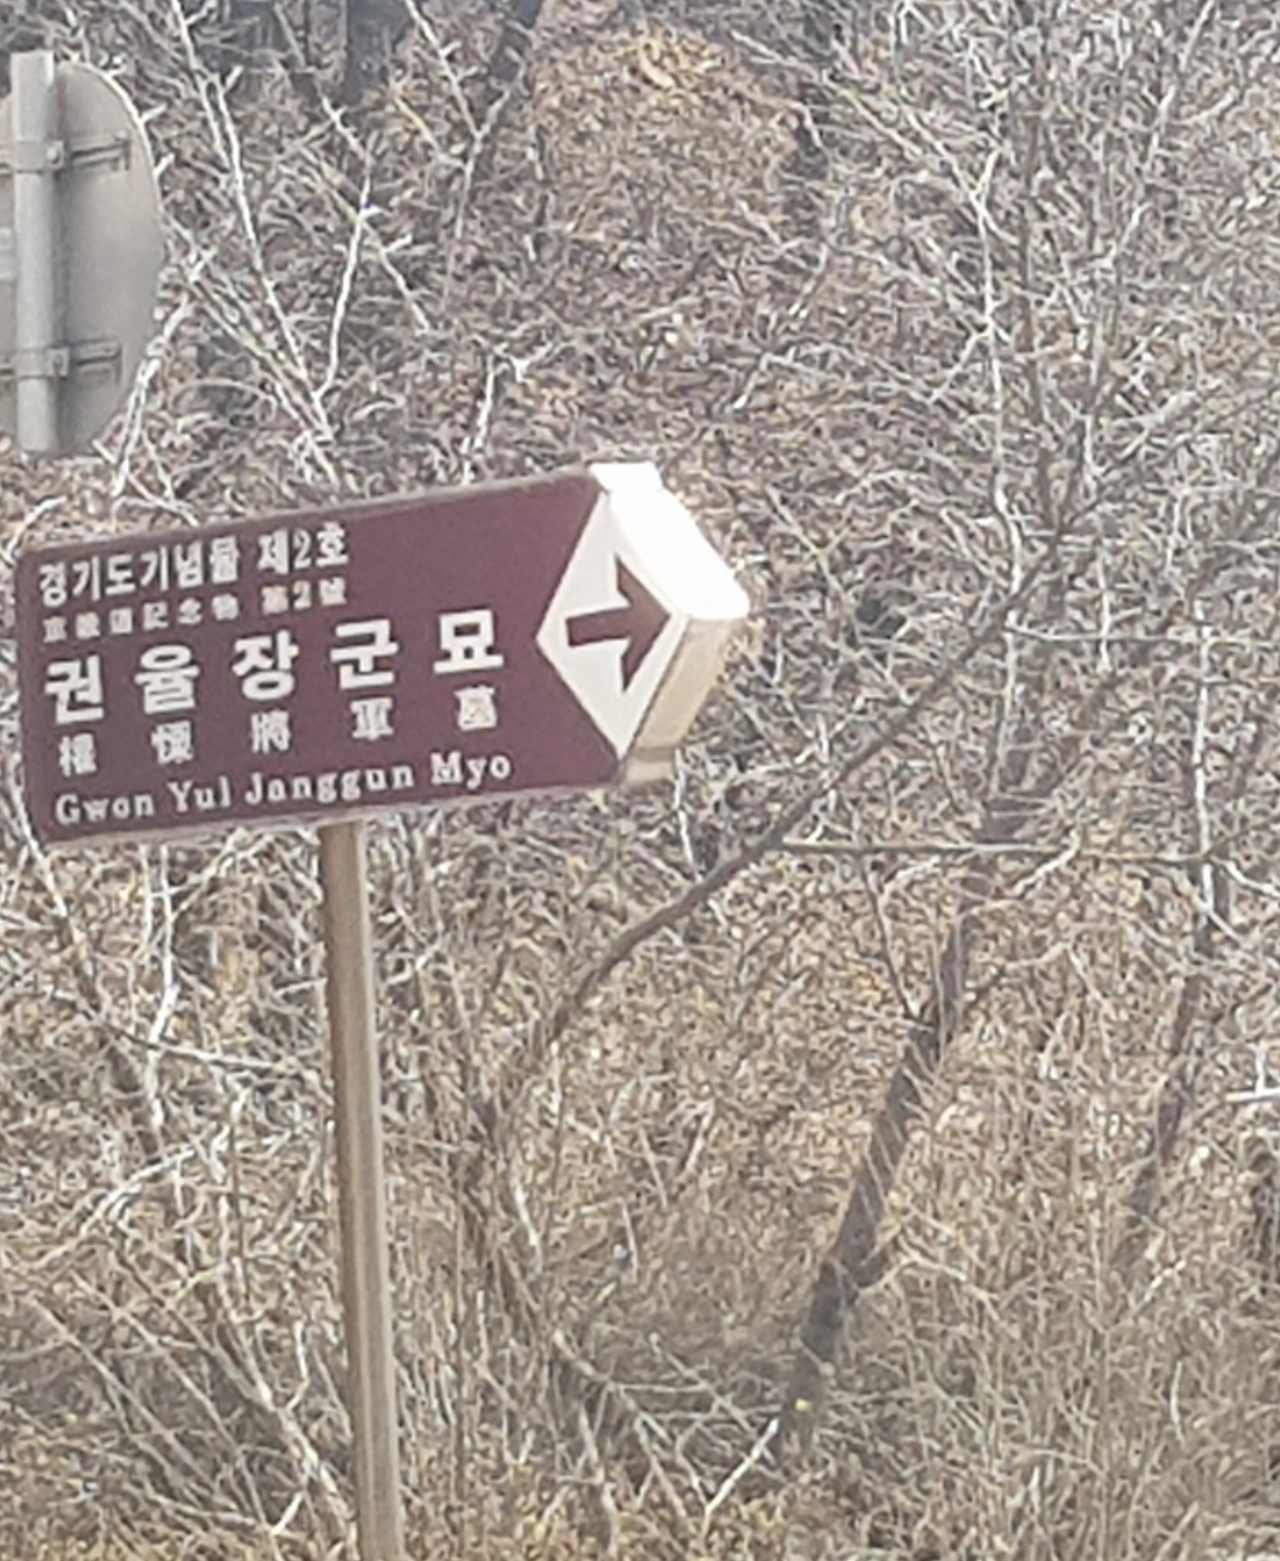 경기도기념물 제2호
京畿道記念物 第2號
권율장군묘
權慄將軍墓
Gwon Yul Janggun Myo